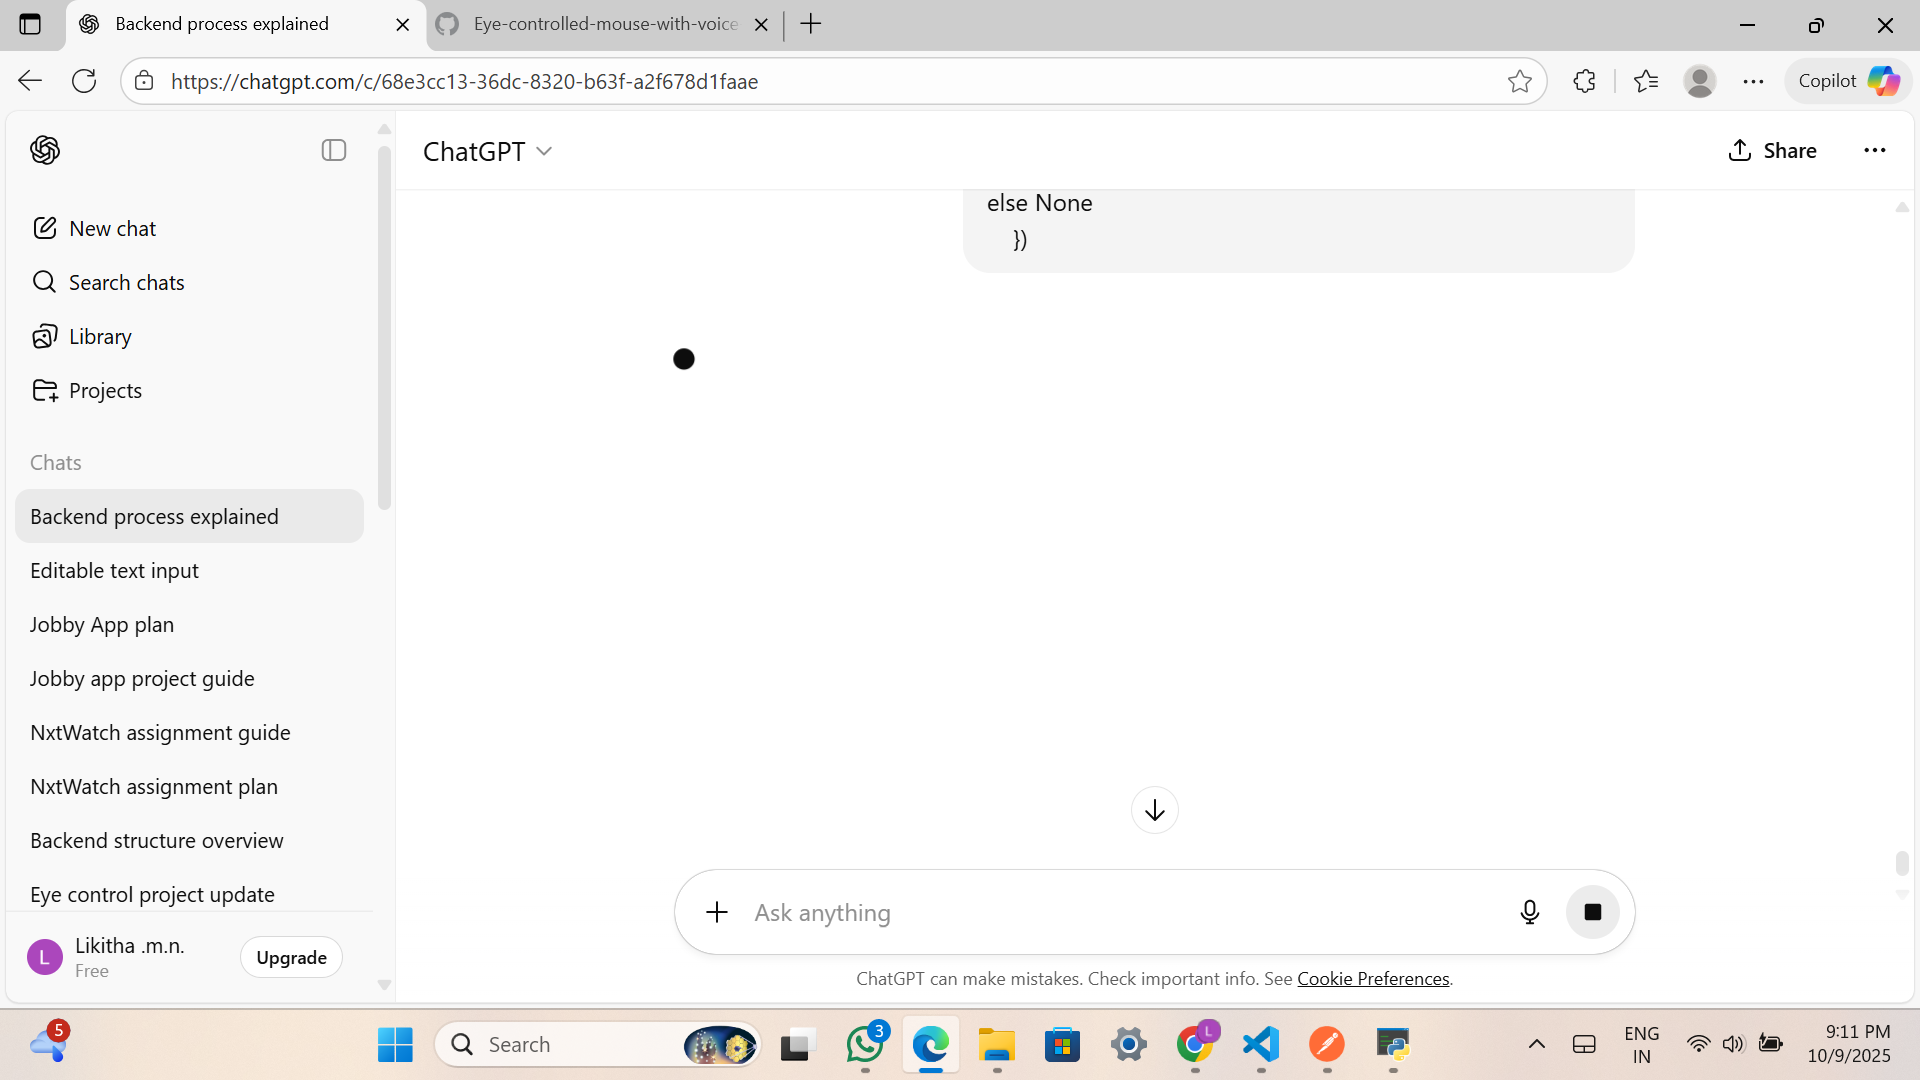 Backend process explained
Eye-controlled-mouse-with-voice
https://chatgpt.com/c/68e3cc13-36dc-8320-b63f-a2f678d1faae
Copilot
ChatGPT
Share
New chat
Search chats
Library
Projects
Chats
Backend process explained
Editable text input
Jobby App plan
Jobby app project guide
NxtWatch assignment guide
NxtWatch assignment plan
Backend structure overview
Eye control project update
L
Likitha .m.n.
Free
Upgrade
else None
})
Ask anything
ChatGPT can make mistakes. Check important info. See Cookie Preferences.
5
Search
3
L
ENG
IN
9:11 PM
10/9/2025